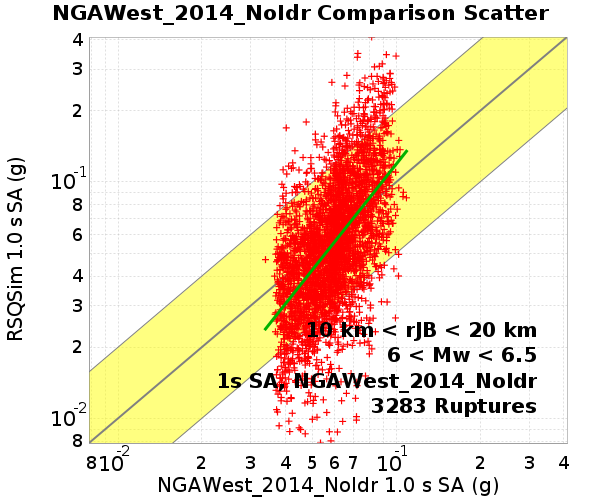 NGAWest_2014_NoIdr Comparison Scatter
4
3
2
10-1
8
6
4
3
2
10-2
8
RSQSim 1.0 s SA (g)
10 km < rJB < 20 km
6 < Mw < 6.5
1s SA, NGAWest_2014_NoIdr
3283 Ruptures
8 10-2 2 3 4 5 6 7 10-1 2 3 4
NGAWest_2014_NoIdr 1.0 s SA (g)